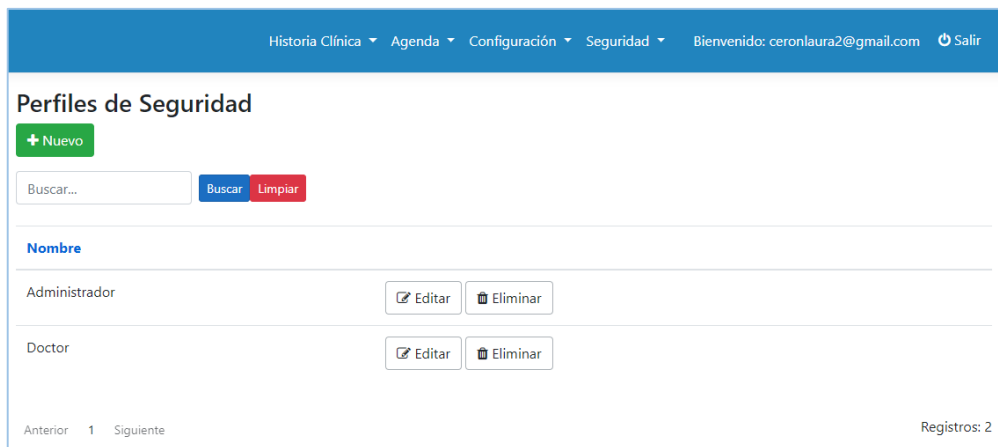 Historia Clínica Agenda Configuración Seguridad Bienvenido: ceronlaura2@gmail.com Salir
Perfiles de Seguridad
+ Nuevo
Buscar... Buscar Limpiar
Nombre
Administrador Editar Eliminar
Doctor Editar Eliminar
Anterior 1 Siguiente Registros: 2